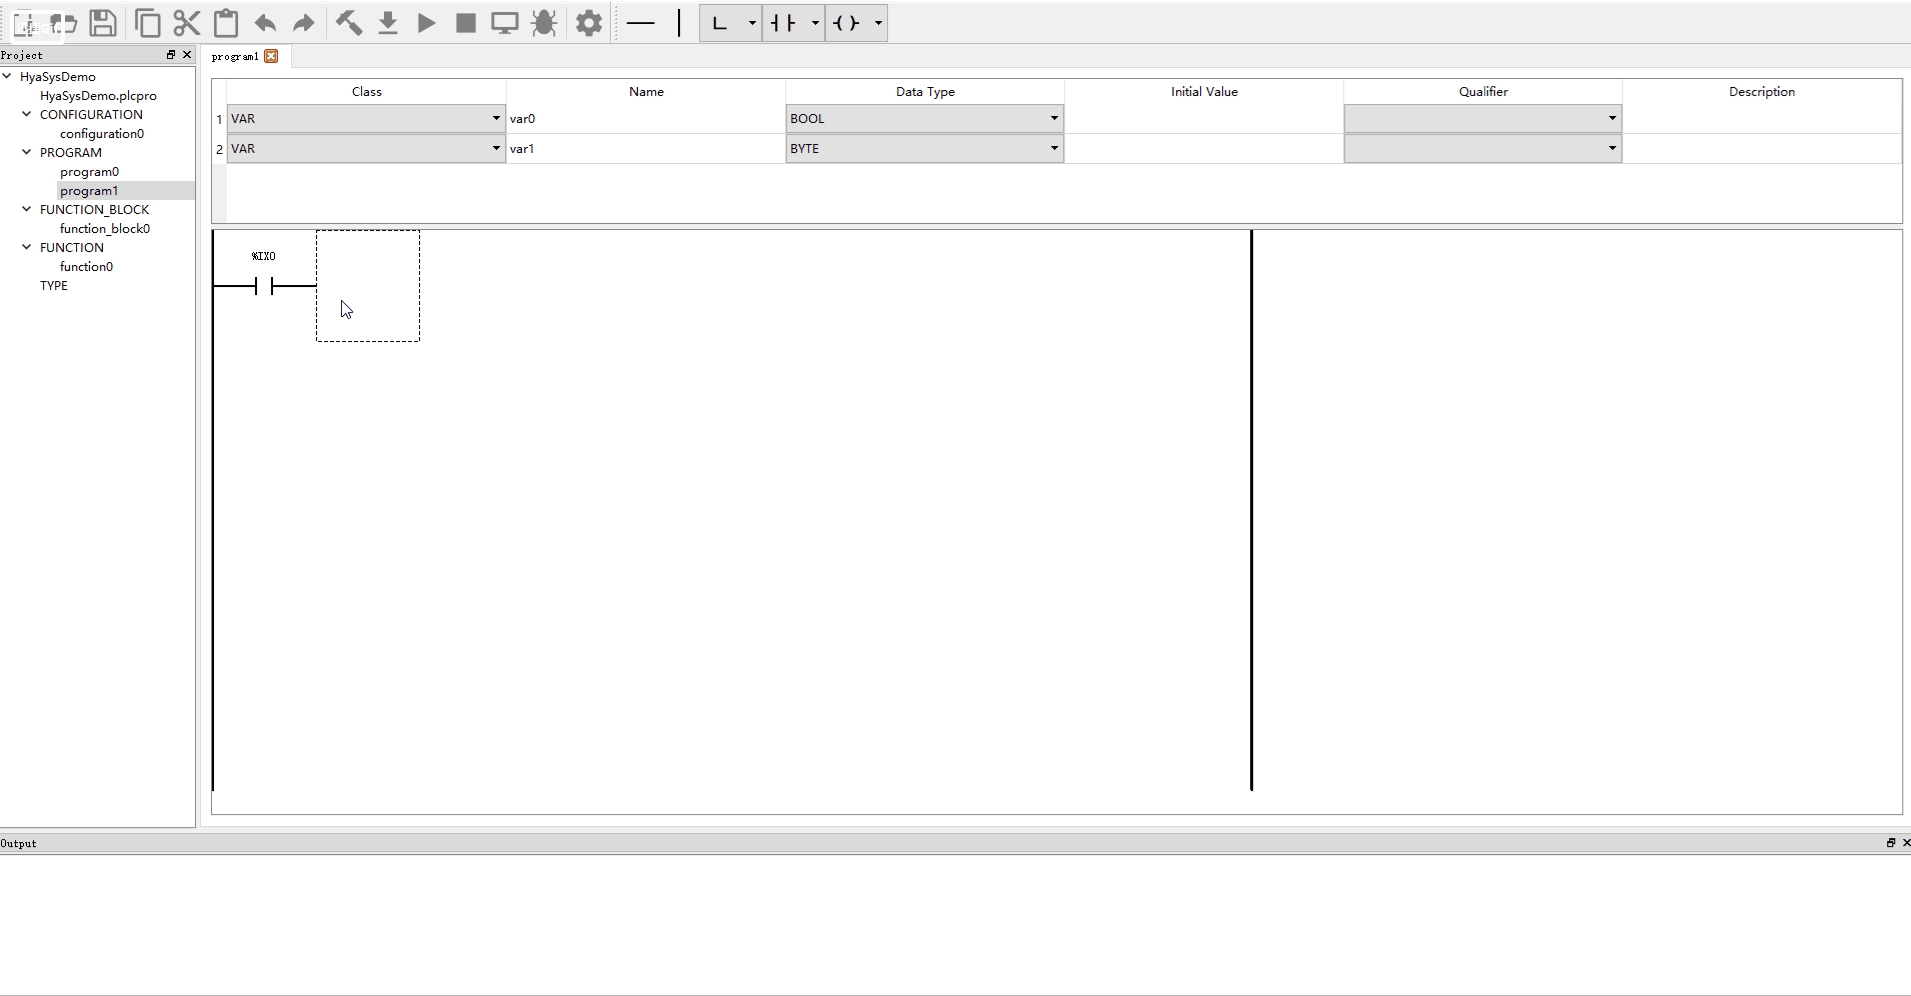 Project
HyaSysDemo
HyaSysDemo.plcpro
CONFIGURATION
configuration0
PROGRAM
program0
program1
FUNCTION_BLOCK
function_block0
FUNCTION
function0
TYPE
program1
Class Name Data Type Initial Value Qualifier Description
1 VAR var0 BOOL
2 VAR var1 BYTE
%IX0
Output